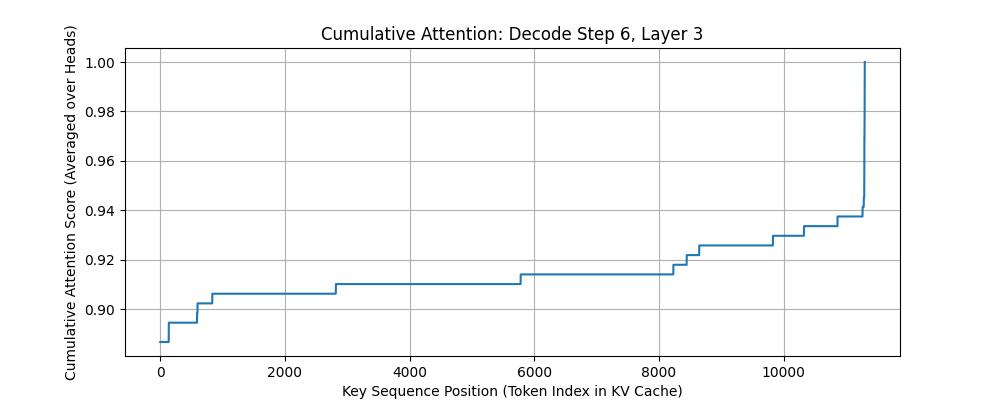 Cumulative Attention: Decode Step 6, Layer 3
Cumulative Attention Score (Averaged over Heads)
1.00
0.98
0.96
0.94
0.92
0.90
0 2000 4000 6000 8000 10000
Key Sequence Position (Token Index in KV Cache)